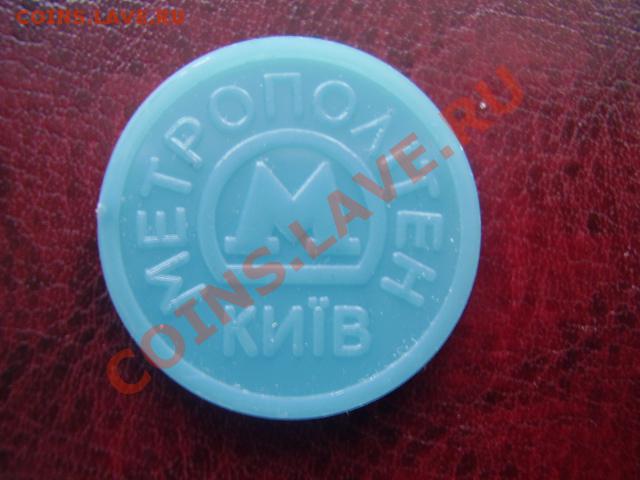 COINS.LAVE.RU
МЕТРОПОЛІТЕН
М
КИЇВ
COINS.LAVE.RU